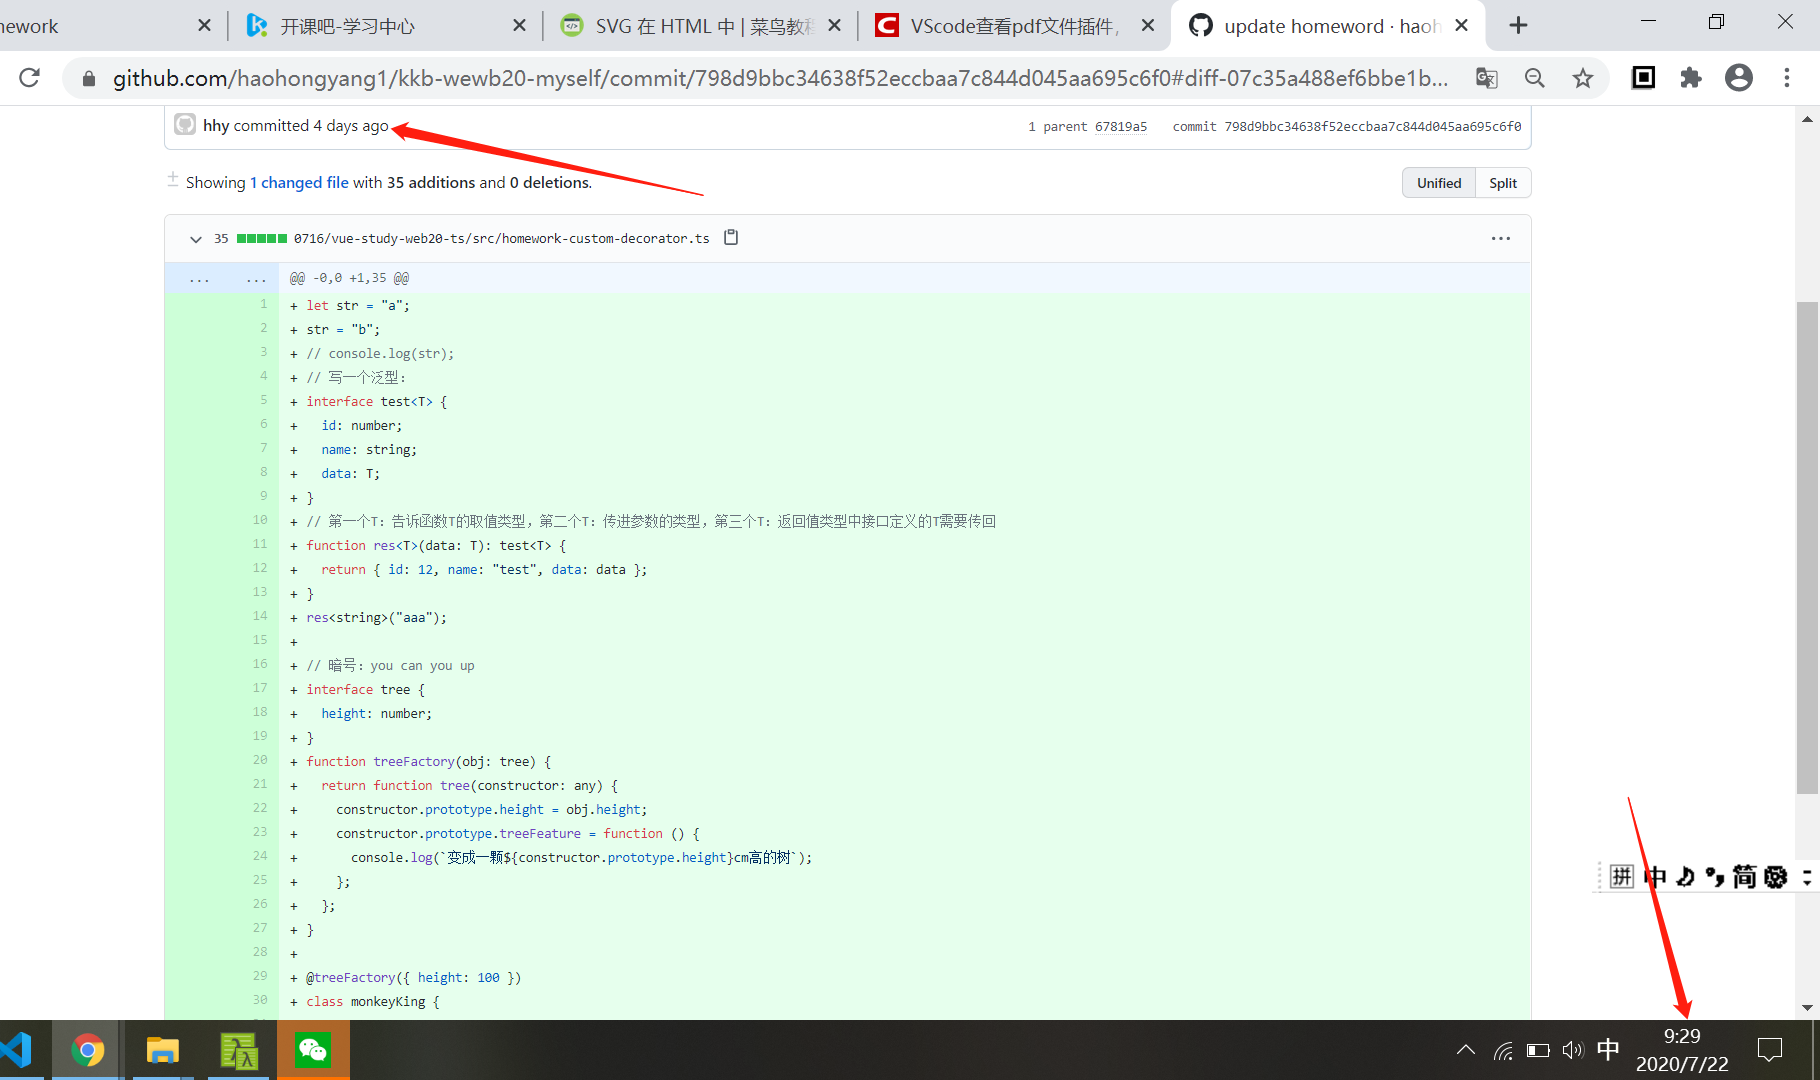 nework
开课吧-学习中心
SVG 在 HTML 中 | 菜鸟教程
VScode查看pdf文件插件,
update homeword · haoh
github.com/haohongyang1/kkb-wewb20-myself/commit/798d9bbc34638f52eccbaa7c844d045aa695c6f0#diff-07c35a488ef6bbe1b...
hhy committed 4 days ago
1 parent 67819a5 commit 798d9bbc34638f52eccbaa7c844d045aa695c6f0
Showing 1 changed file with 35 additions and 0 deletions.
Unified Split
35 0716/vue-study-web20-ts/src/homework-custom-decorator.ts ...
... ... @@ -0,0 +1,35 @@
1 + let str = "a";
2 + str = "b";
3 + // console.log(str);
4 + // 写一个泛型:
5 + interface test<T> {
6 + id: number;
7 + name: string;
8 + data: T;
9 + }
10 + // 第一个T: 告诉函数T的取值类型, 第二个T: 传进参数的类型, 第三个T: 返回值类型中接口定义的T需要传回
11 + function res<T>(data: T): test<T> {
12 + return { id: 12, name: "test", data: data };
13 + }
14 + res<string>("aaa");
15 +
16 + // 暗号: you can you up
17 + interface tree {
18 + height: number;
19 + }
20 + function treeFactory(obj: tree) {
21 + return function tree(constructor: any) {
22 + constructor.prototype.height = obj.height;
23 + constructor.prototype.treeFeature = function () {
24 + console.log(`变成一颗${constructor.prototype.height}cm高的树`);
25 + };
26 + };
27 + }
28 +
29 + @treeFactory({ height: 100 })
30 + class monkeyKing {
拼 中 简
中
9:29
2020/7/22